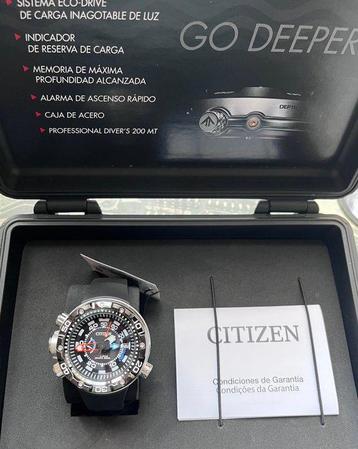 SISTEMA ECO-DRIVE
DE CARGA INAGOTABLE DE LUZ
INDICADOR
DE RESERVA DE CARGA
GO DEEPER
MEMORIA DE MÁXIMA
PROFUNDIDAD ALCANZADA
ALARMA DE ASCENSO RÁPIDO
CAJA DE ACERO
PROFESSIONAL DIVER'S 200 MT
CITIZEN
CITIZEN
Condiciones de Garantía
Condições da Garantia